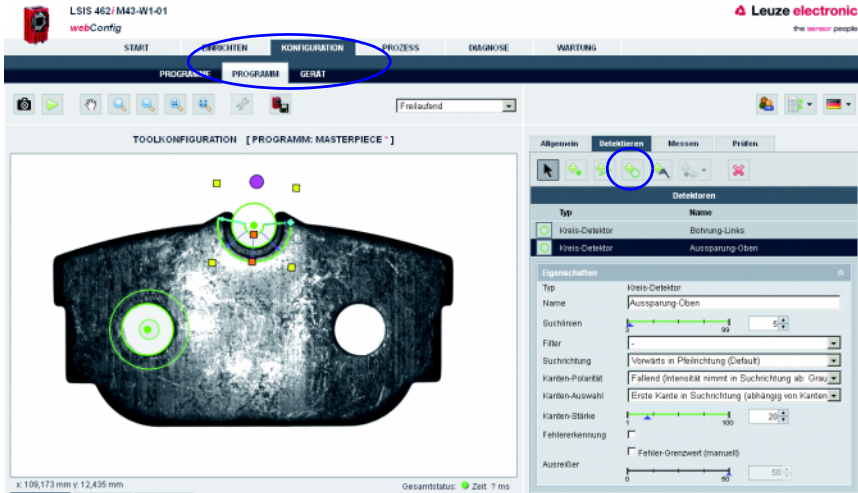 LSIS 462i M43-W1-01
webConfig
Leuze electronic
the sensor people
START EINRICHTEN KONFIGURATION PROZESS DIAGNOSE WARTUNG
PROGRAMME PROGRAMM GERÄT
Freilaufend
TOOLKONFIGURATION [ PROGRAMM: MASTERPIECE * ]
Allgemein Detektieren Messen Prüfen
Detektoren
Typ Name
Kreis-Detektor Bohrung-Links
Kreis-Detektor Aussparung-Oben
Eigenschaften
Typ Kreis-Detektor
Name Aussparung-Oben
Suchlinien 3 99 5
Filter -
Suchrichtung Vorwärts in Pfeilrichtung (Default)
Kanten-Polarität Fallend (Intensität nimmt in Suchrichtung ab: Grau
Kanten-Auswahl Erste Kante in Suchrichtung (abhängig von Kanten
Kanten-Stärke 1 100 20
Fehlererkennung
Fehler-Grenzwert (manuell)
Ausreißer 0 50 50
x: 109,173 mm y: 12,435 mm
Gesamtstatus: Zeit ? ms